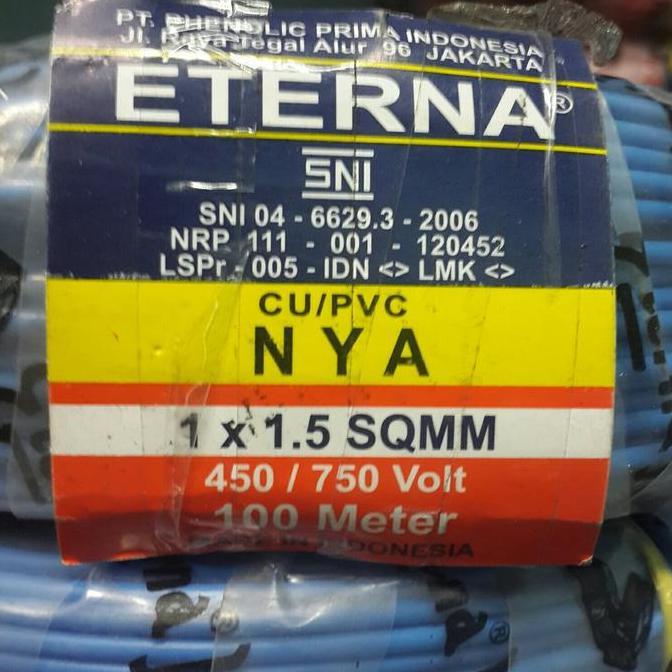 PT. PHENOLIC PRIMA INDONESIA
Jl. Raya Tegal Alur 96 JAKARTA
ETERNA®
SNI
SNI 04 - 6629.3 - 2006
NRP 111 - 001 - 120452
LSPr - 005 - IDN <> LMK <>
CU/PVC
NYA
1 x 1.5 SQMM
450 / 750 Volt
100 Meter
MADE IN INDONESIA